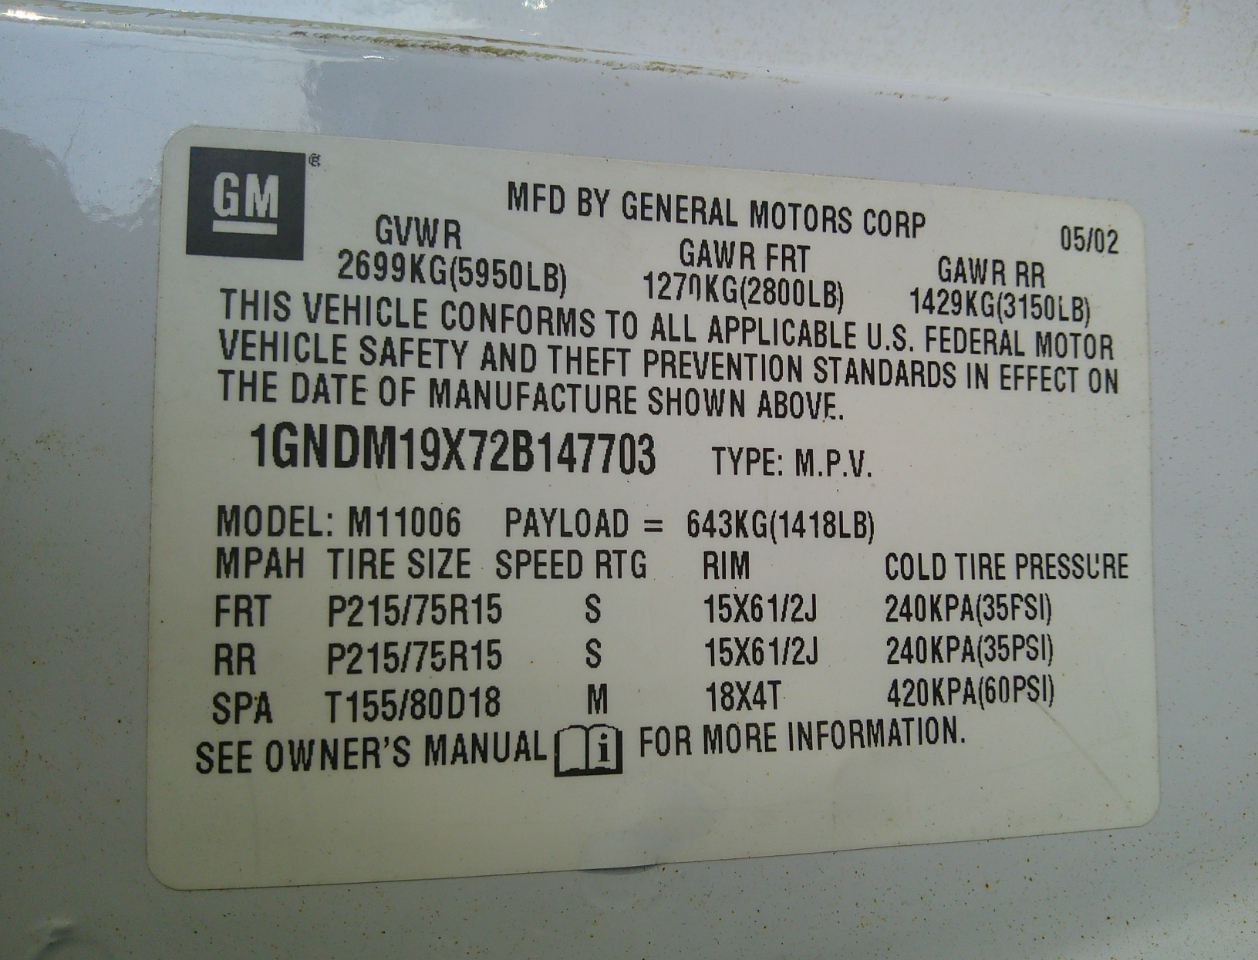 GM ®
MFD BY GENERAL MOTORS CORP 05/02
GVWR GAWR FRT GAWR RR
2699KG(5950LB) 1270KG(2800LB) 1429KG(3150LB)
THIS VEHICLE CONFORMS TO ALL APPLICABLE U.S. FEDERAL MOTOR
VEHICLE SAFETY AND THEFT PREVENTION STANDARDS IN EFFECT ON
THE DATE OF MANUFACTURE SHOWN ABOVE.
1GNDM19X72B147703 TYPE: M.P.V.
MODEL: M11006 PAYLOAD = 643KG(1418LB)
MPAH TIRE SIZE SPEED RTG RIM COLD TIRE PRESSURE
FRT P215/75R15 S 15X61/2J 240KPA(35PSI)
RR P215/75R15 S 15X61/2J 240KPA(35PSI)
SPA T155/80D18 M 18X4T 420KPA(60PSI)
SEE OWNER'S MANUAL i FOR MORE INFORMATION.